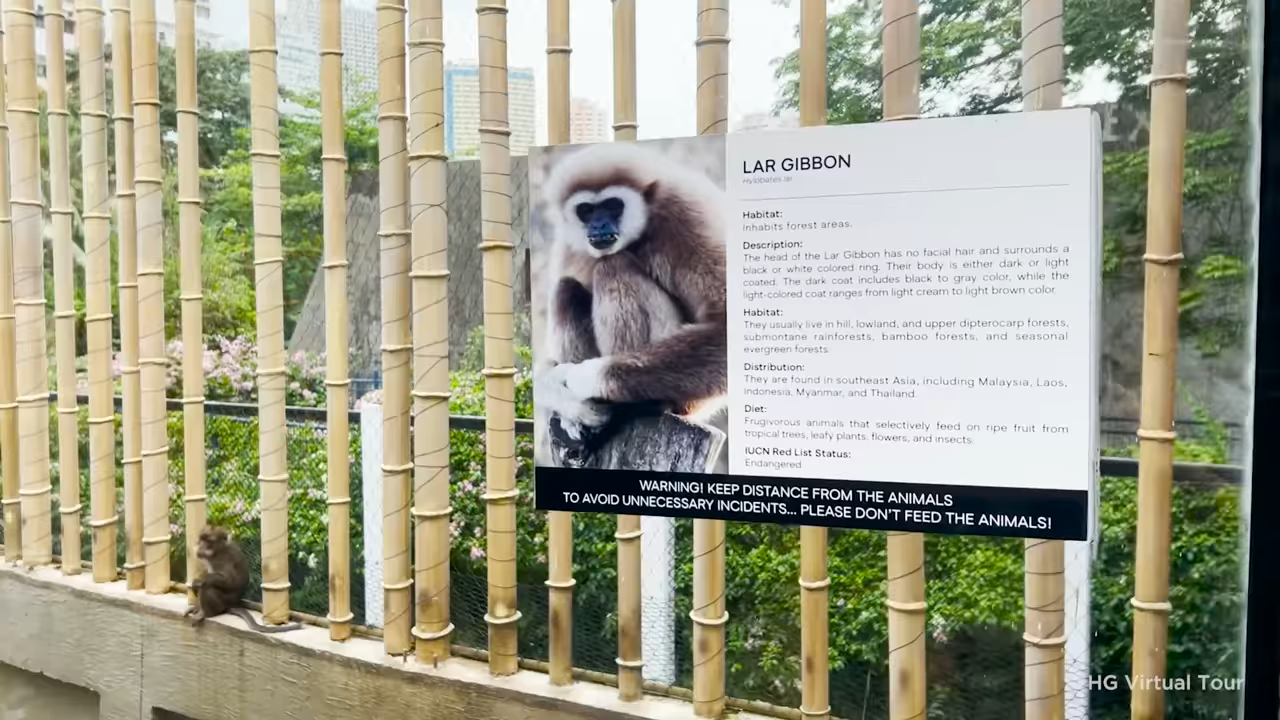 LAR GIBBON
Hylobates lar
Habitat:
Inhabits forest areas.
Description:
The head of the Lar Gibbon has no facial hair and surrounds a
black or white colored ring. Their body is either dark or light
coated. The dark coat includes black to gray color, while the
light-colored coat ranges from light cream to light brown color.
Habitat:
They usually live in hill, lowland, and upper dipterocarp forests,
submontane rainforests, bamboo forests, and seasonal
evergreen forests.
Distribution:
They are found in southeast Asia, including Malaysia, Laos,
Indonesia, Myanmar, and Thailand.
Diet:
Frugivorous animals that selectively feed on ripe fruit from
tropical trees, leafy plants, flowers, and insects.
IUCN Red List Status:
Endangered
WARNING! KEEP DISTANCE FROM THE ANIMALS
TO AVOID UNNECESSARY INCIDENTS... PLEASE DON'T FEED THE ANIMALS!
HG Virtual Tour